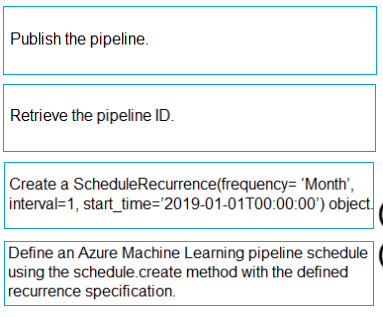 Publish the pipeline.
Retrieve the pipeline ID.
Create a ScheduleRecurrence(frequency= ‘Month’,
interval=1, start_time=’2019-01-01T00:00:00’) object.
Define an Azure Machine Learning pipeline schedule
using the schedule.create method with the defined
recurrence specification.